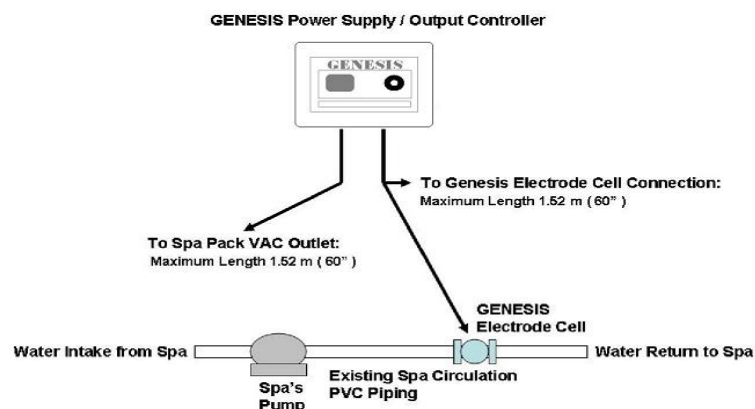 GENESIS Power Supply / Output Controller
GENESIS
To Genesis Electrode Cell Connection:
Maximum Length 1.52 m ( 60" )
To Spa Pack VAC Outlet:
Maximum Length 1.52 m ( 60" )
GENESIS
Electrode Cell
Water Intake from Spa
Water Return to Spa
Spa's
Pump
Existing Spa Circulation
PVC Piping